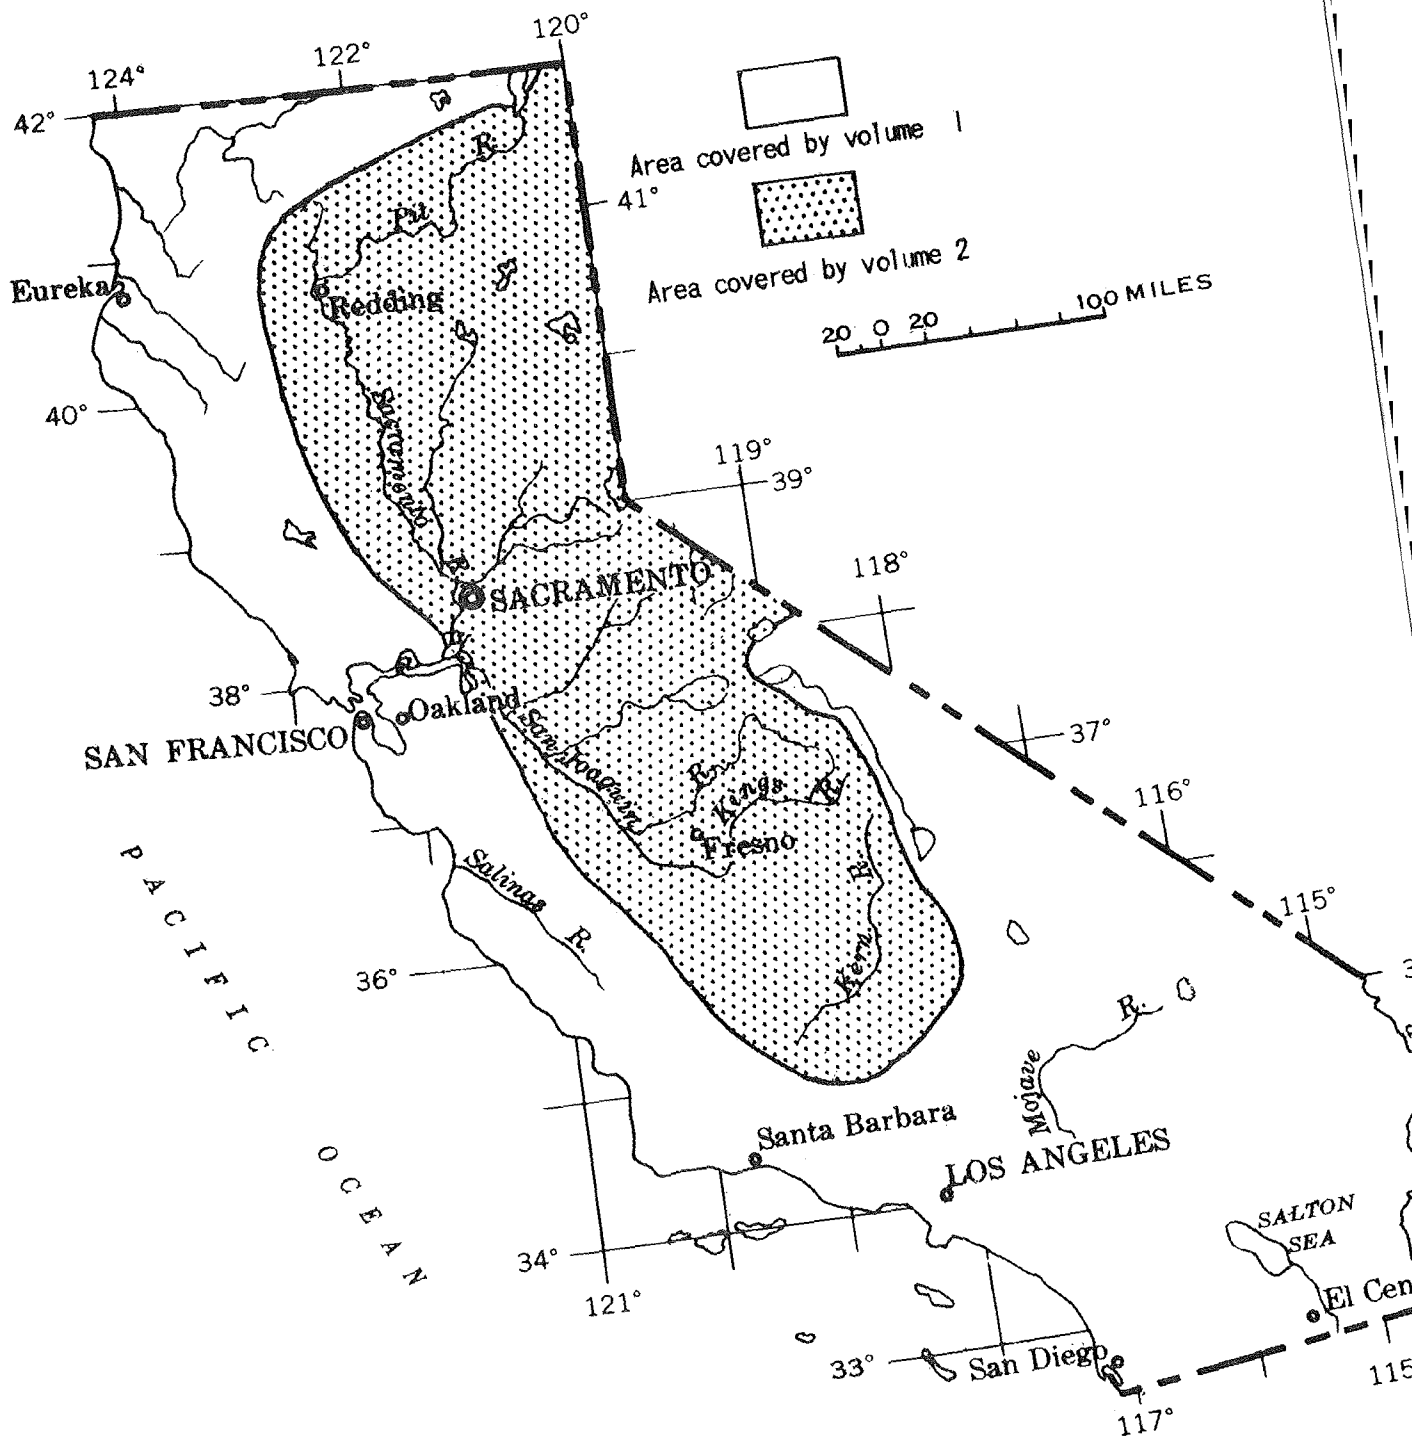 120°
122°
124°
42°
Area covered by volume 1
41°
Area covered by volume 2
R.
Pit
Eureka
Redding
20 0 20 100 MILES
40°
Sacramento
R.
119°
39°
118°
SACRAMENTO
38°
Oakland
SAN FRANCISCO
37°
San Joaquin
R.
Kings
R.
116°
Fresno
PACIFIC
Salinas
R.
R.
Kern
115°
36°
R.
Mojave
Santa Barbara
LOS ANGELES
OCEAN
SALTON
SEA
34°
121°
El Cen
33°
San Diego
117°
115